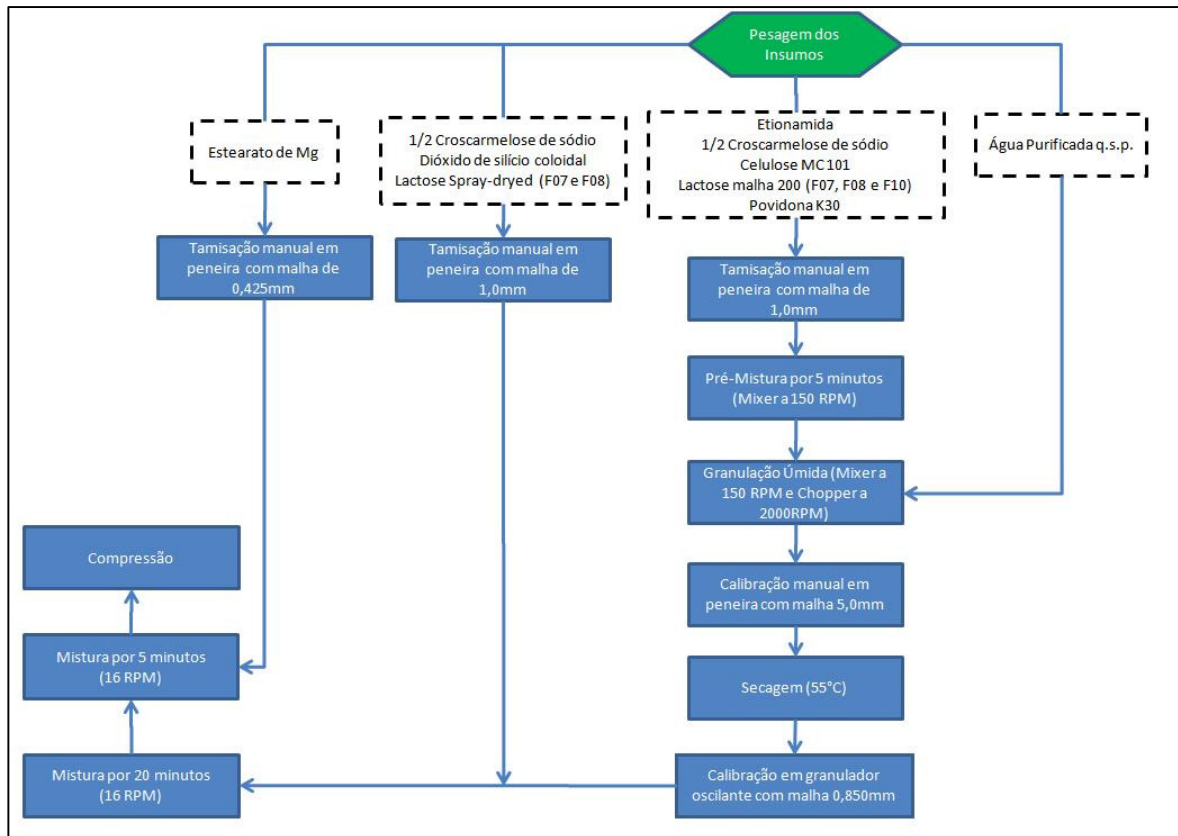 Pesagem dos
Insumos
Estearato de Mg
1/2 Croscarmelose de sódio
Dióxido de silício coloidal
Lactose Spray-dryed (F07 e F08)
Etionamida
1/2 Croscarmelose de sódio
Celulose MC 101
Lactose malha 200 (F07, F08 e F10)
Povidona K30
Água Purificada q.s.p.
Tamisação manual em
peneira com malha de
0,425mm
Tamisação manual em
peneira com malha de
1,0mm
Tamisação manual em
peneira com malha de
1,0mm
Pré-Mistura por 5 minutos
(Mixer a 150 RPM)
Granulação Úmida (Mixer a
150 RPM e Chopper a
2000RPM)
Calibração manual em
peneira com malha 5,0mm
Secagem (55°C)
Calibração em granulador
oscilante com malha 0,850mm
Mistura por 20 minutos
(16 RPM)
Mistura por 5 minutos
(16 RPM)
Compressão